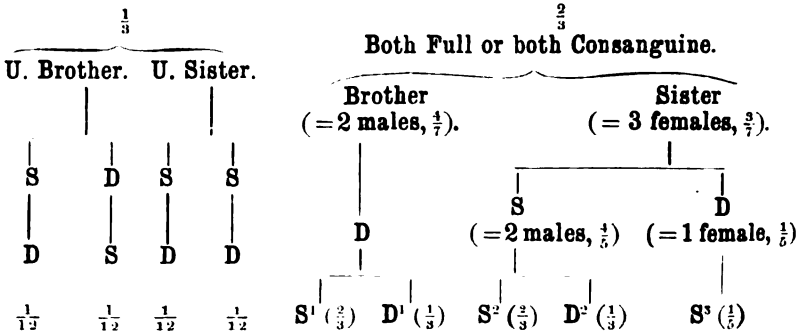 1/3
2/3
Both Full or both Consanguine.
U. Brother. U. Sister.
Brother
(= 2 males, 4/7).
Sister
(= 3 females, 3/7).
S D S S
S
(= 2 males, 4/5)
D
(= 1 female, 1/5)
D
D S D D
1/12 1/12 1/12 1/12
S¹ (2/3) D¹ (1/3) S² (2/3) D² (1/3) S³ (1/5)